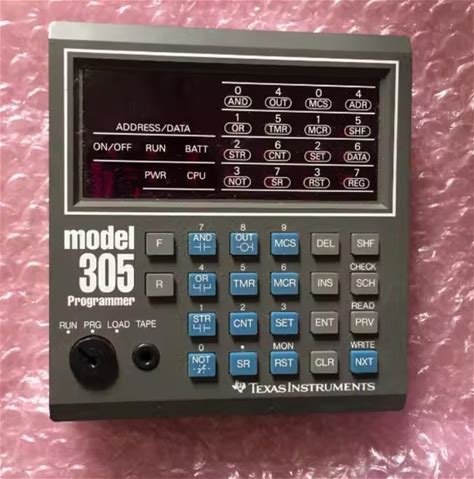 0 4 0 4
AND OUT MCS ADR
1 5 1 5
ADDRESS/DATA OR TMR MCR SHF
ON/OFF RUN BATT 2 6 2 6
STR CNT SET DATA
PWR CPU 3 7 3 7
NOT SR RST REG
model
305
Programmer
7 8 9
F AND OUT MCS DEL SHF
4 5 6 CHECK
R OR TMR MCR INS SCH
1 2 3 READ
RUN PRG LOAD TAPE STR CNT SET ENT PRV
0 • MON WRITE
NOT SR RST CLR NXT
TEXAS INSTRUMENTS